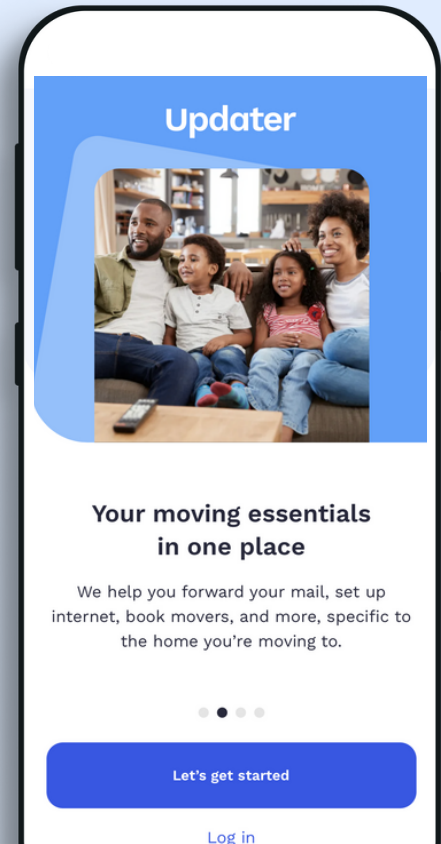 Updater
Your moving essentials
in one place
We help you forward your mail, set up
internet, book movers, and more, specific to
the home you’re moving to.
Let’s get started
Log in